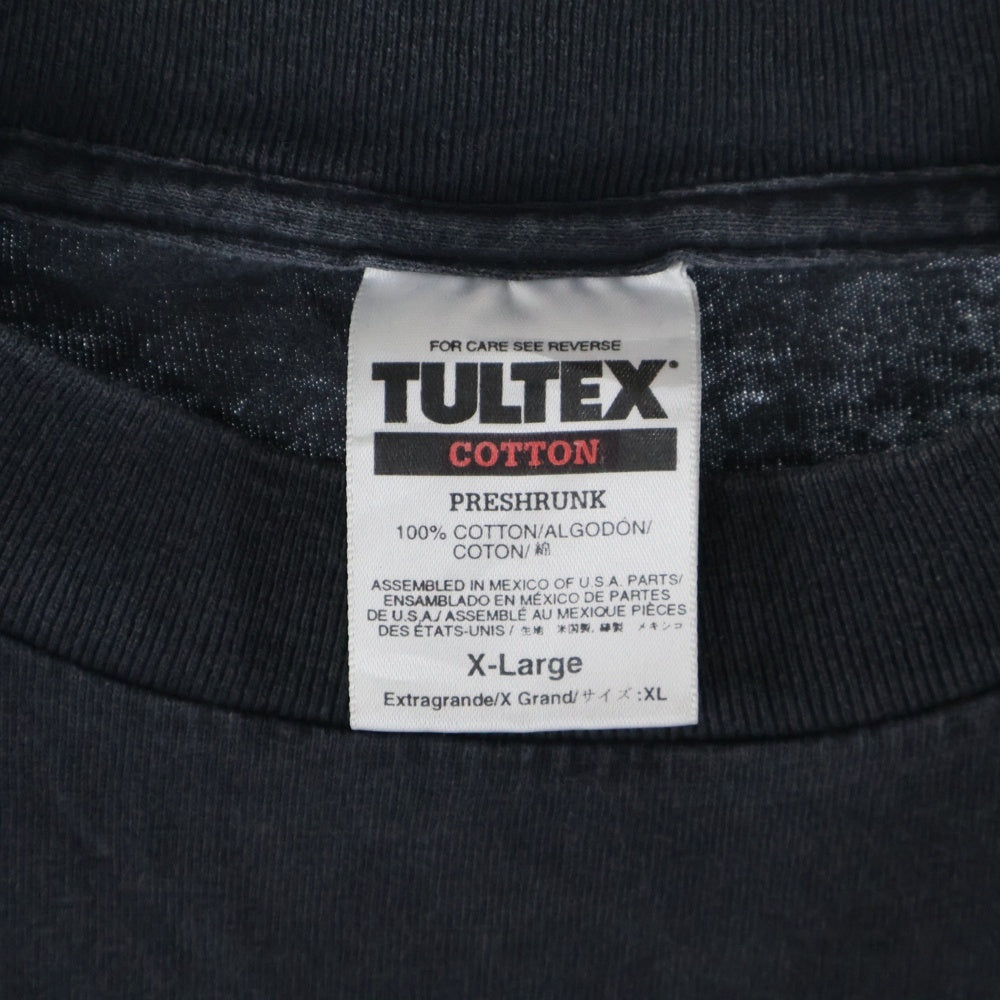 FOR CARE SEE REVERSE
TULTEX
COTTON
PRESHRUNK
100% COTTON/ALGODÓN/
COTON/綿
ASSEMBLED IN MEXICO OF U.S.A. PARTS/
ENSAMBLADO EN MÉXICO DE PARTES
DE U.S.A./ ASSEMBLÉ AU MEXIQUE PIÈCES
DES ÉTATS-UNIS / 生地 米国製, 縫製 メキシコ
X-Large
Extragrande/X Grand/サイズ:XL